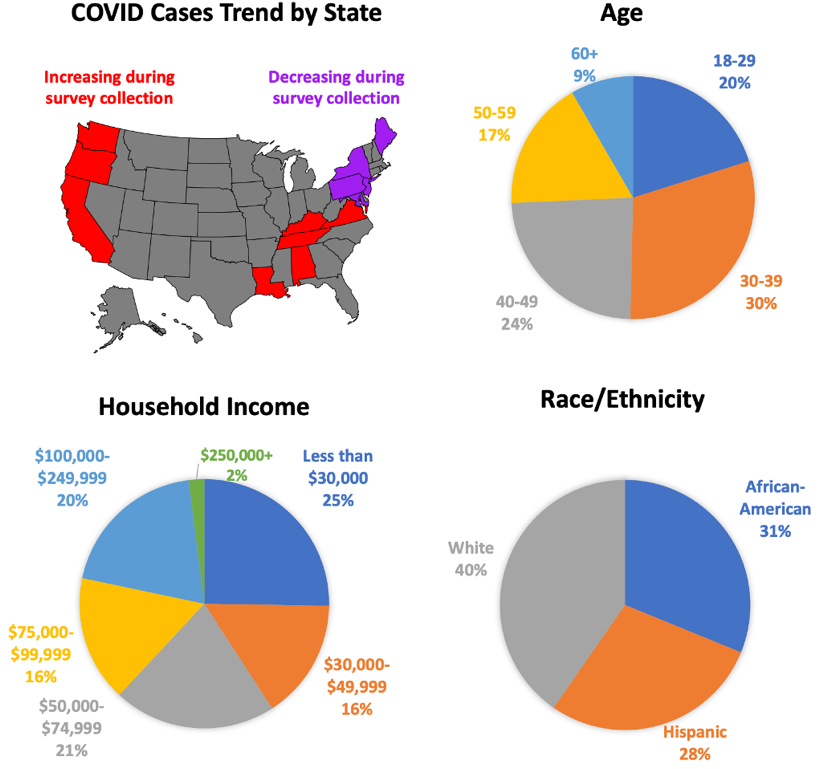 COVID Cases Trend by State
Increasing during
survey collection
Decreasing during
survey collection
Age
60+
9%
18-29
20%
50-59
17%
30-39
30%
40-49
24%
Household Income
$100,000-
$249,999
20%
$250,000+
2%
Less than
$30,000
25%
$75,000-
$99,999
16%
$30,000-
$49,999
16%
$50,000-
$74,999
21%
Race/Ethnicity
African-
American
31%
White
40%
Hispanic
28%